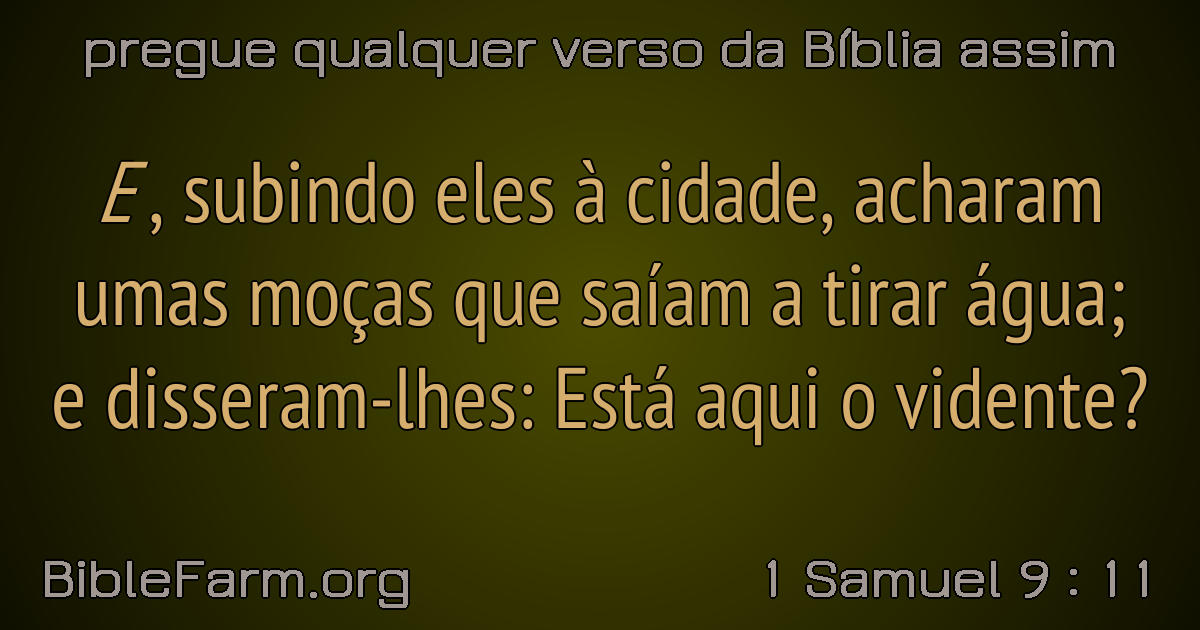 pregue qualquer verso da Bíblia assim
E, subindo eles à cidade, acharam
umas moças que saíam a tirar água;
e disseram-lhes: Está aqui o vidente?
BibleFarm.org
1 Samuel 9 : 11